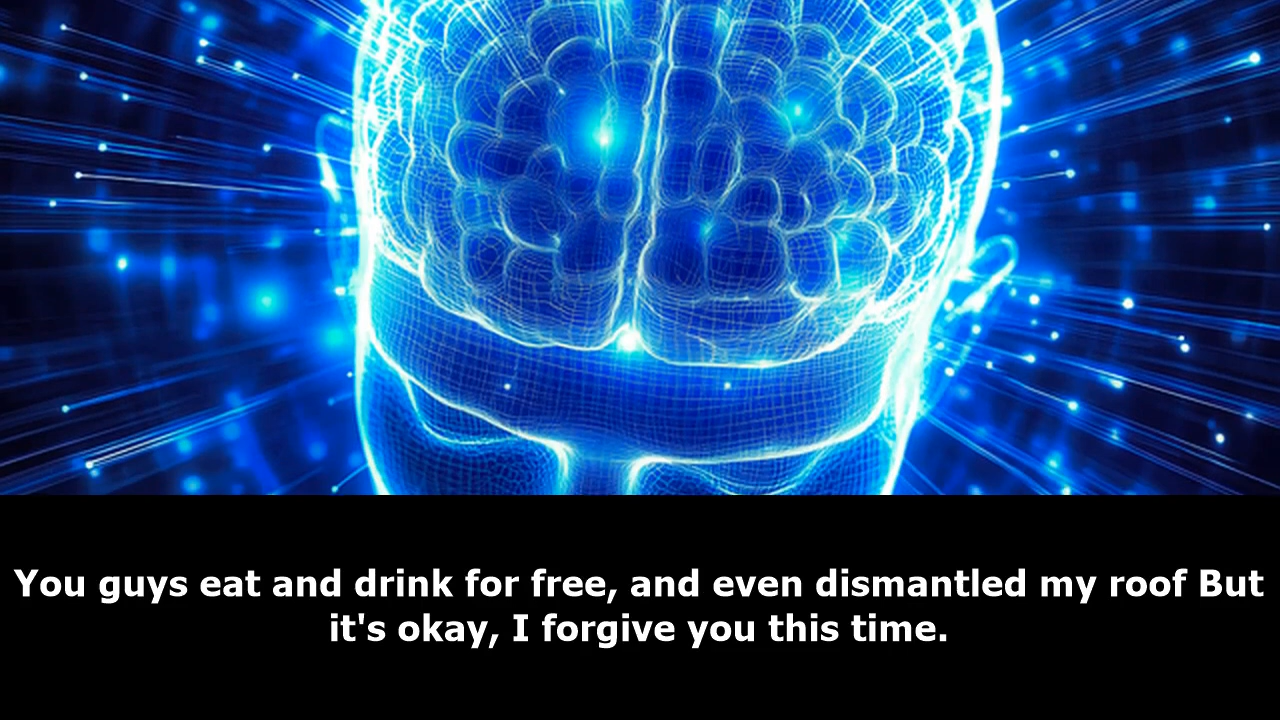 You guys eat and drink for free, and even dismantled my roof But
it's okay, I forgive you this time.